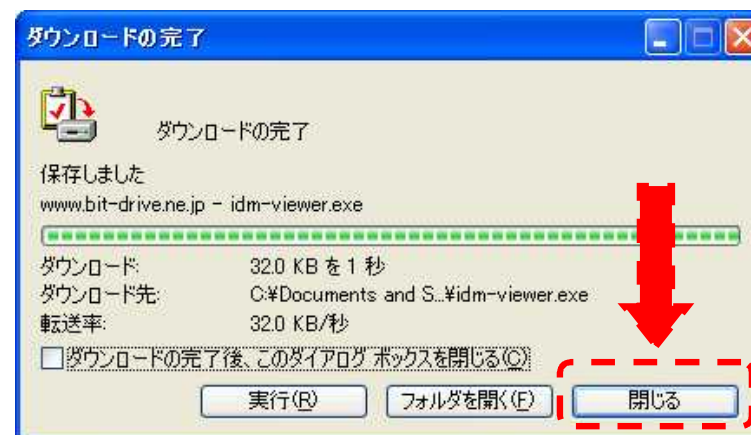 ダウンロードの完了
ダウンロードの完了
保存しました
www.bit-drive.ne.jp - idm-viewer.exe
ダウンロード: 32.0 KB を 1 秒
ダウンロード先: C:¥Documents and S...¥idm-viewer.exe
転送率: 32.0 KB/秒
ダウンロードの完了後、このダイアログ ボックスを閉じる(C)
実行(R) フォルダを開く(F) 閉じる